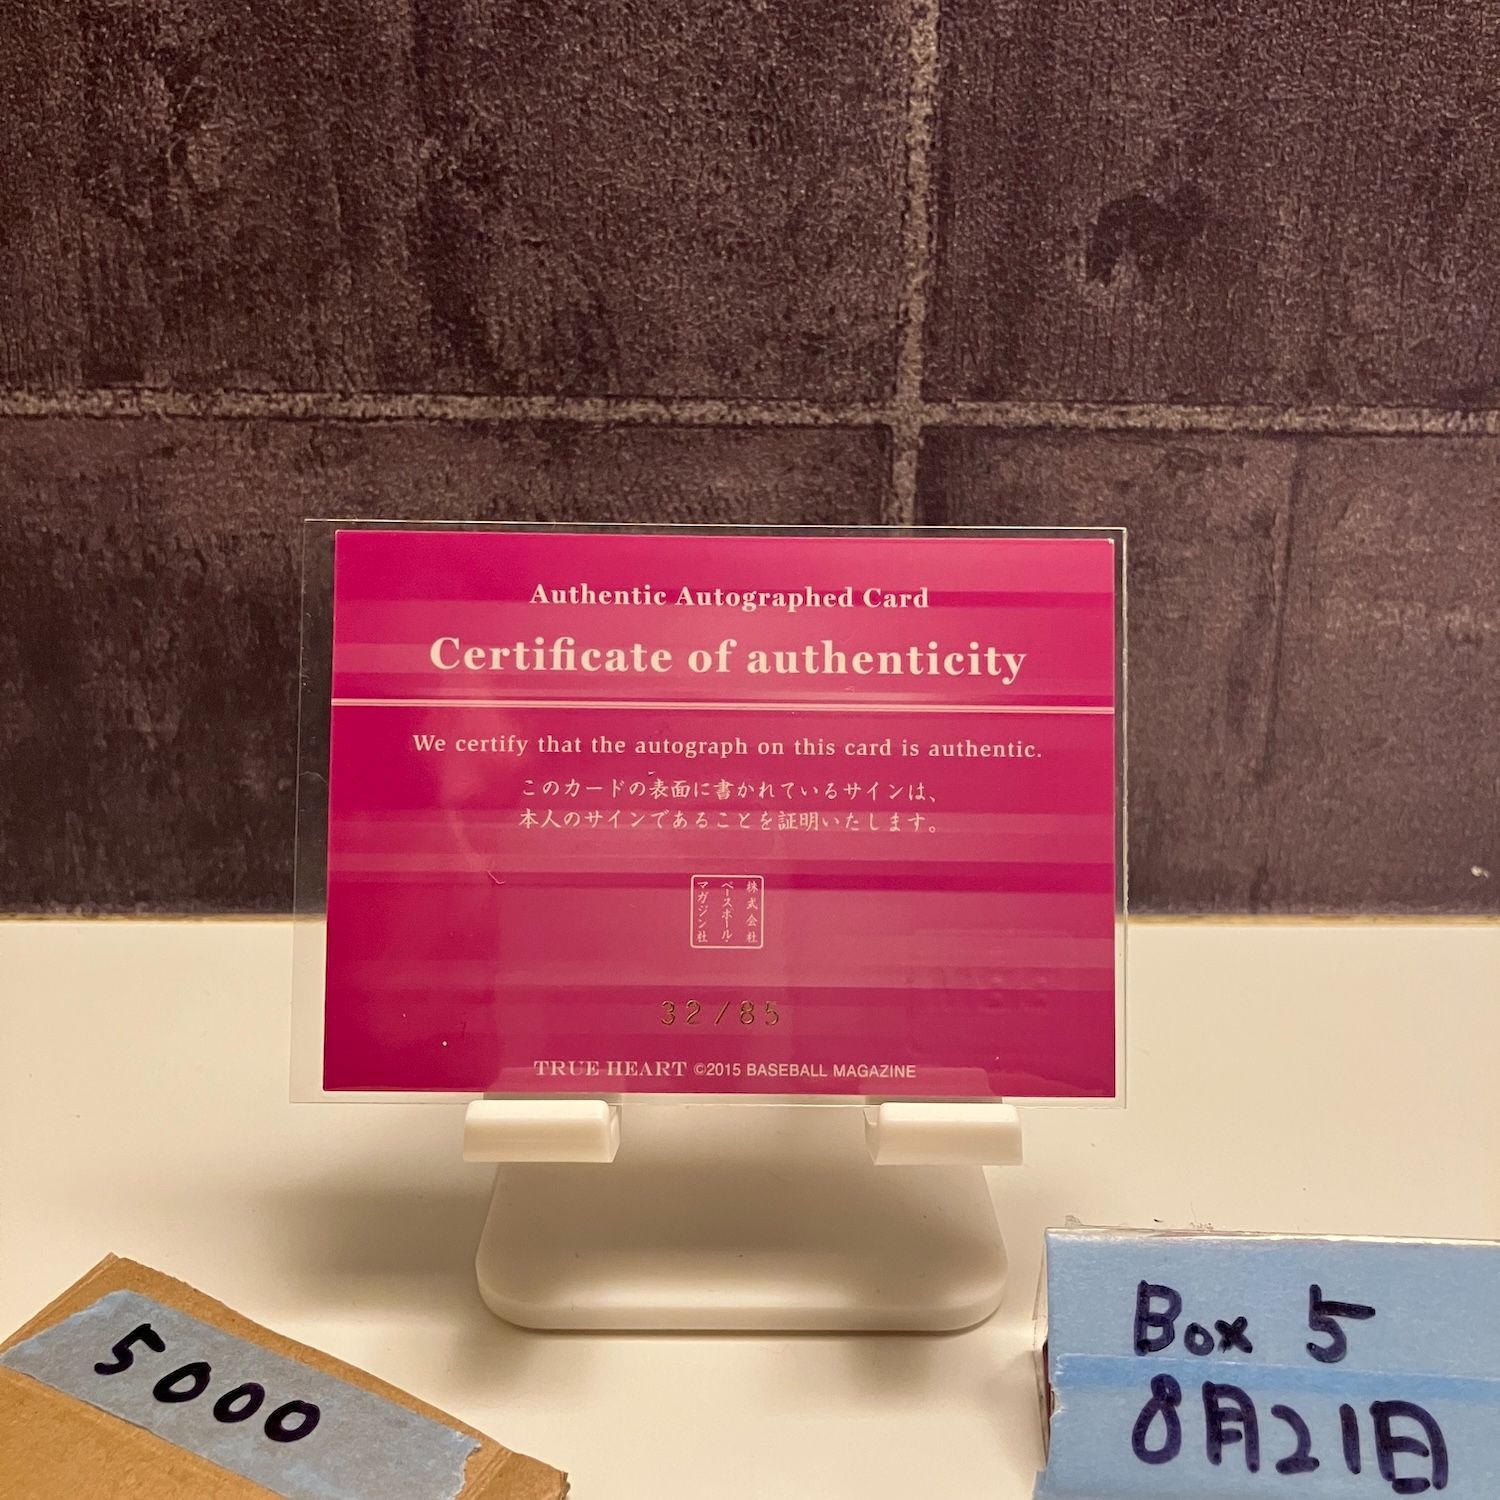 Authentic Autographed Card
Certificate of authenticity
We certify that the autograph on this card is authentic.
このカードの表面に書かれているサインは、
本人のサインであることを証明いたします。
株式会社
ベースボール・
マガジン社
32/85
TRUE HEART ©2015 BASEBALL MAGAZINE
5000
Box 5
8月21日